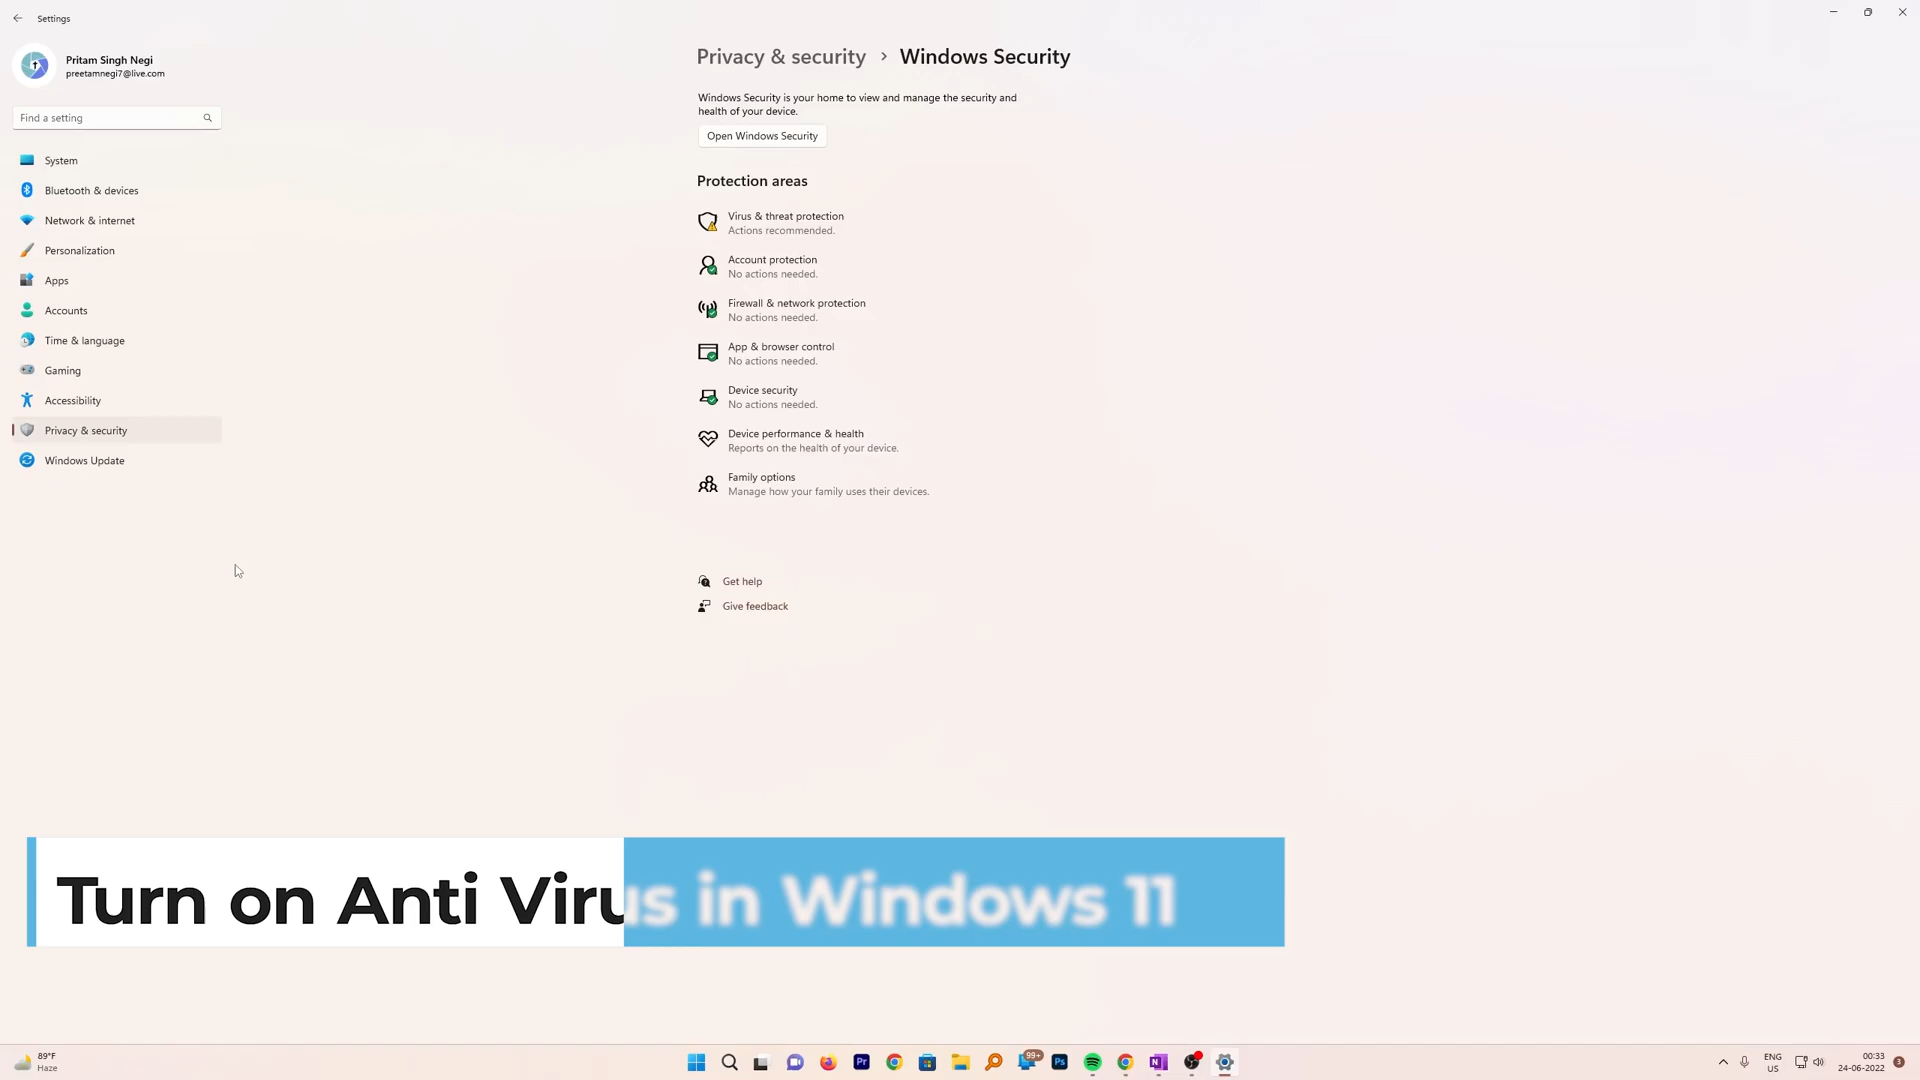 Settings
Pritam Singh Negi
preetamnegi7@live.com
Find a setting
System
Bluetooth & devices
Network & internet
Personalization
Apps
Accounts
Time & language
Gaming
Accessibility
Privacy & security
Windows Update
Privacy & security > Windows Security
Windows Security is your home to view and manage the security and
health of your device.
Open Windows Security
Protection areas
Virus & threat protection
Actions recommended.
Account protection
No actions needed.
Firewall & network protection
No actions needed.
App & browser control
No actions needed.
Device security
No actions needed.
Device performance & health
Reports on the health of your device.
Family options
Manage how your family uses their devices.
Get help
Give feedback
Turn on Anti Virus in Windows 11
89°F
Haze
Pr
99+
Ps
N
ENG
US
00:33
24-06-2022
3